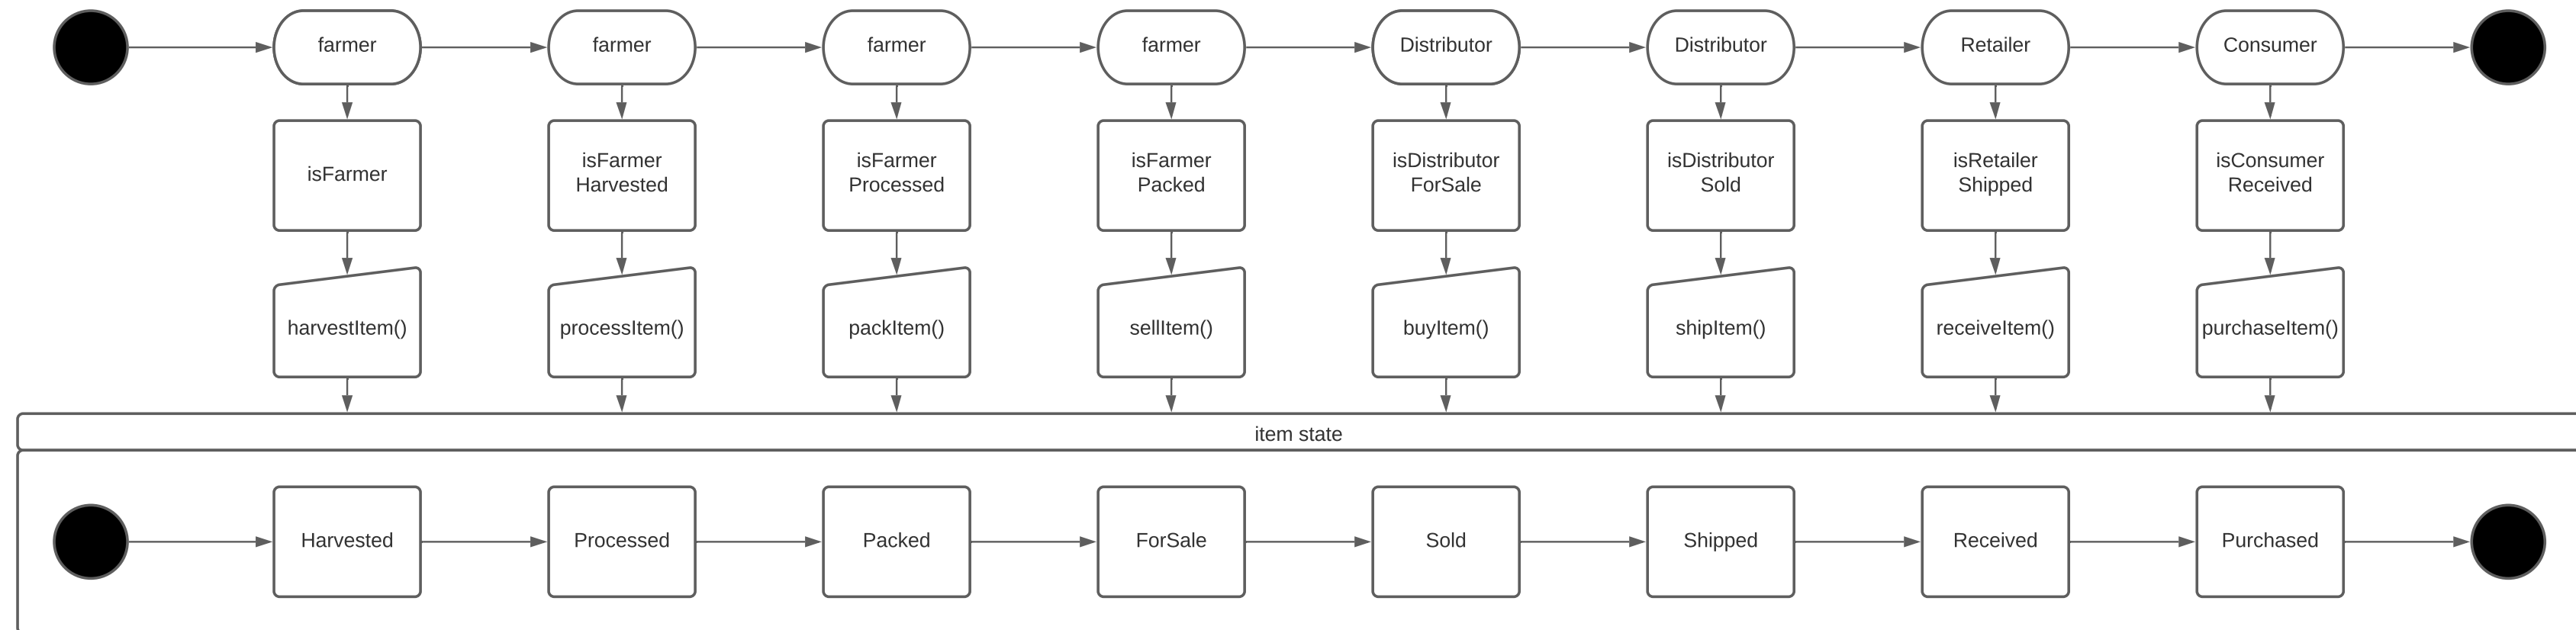 farmer
farmer
farmer
farmer
Distributor
Distributor
Retailer
Consumer
isFarmer
isFarmer
Harvested
isFarmer
Processed
isFarmer
Packed
isDistributor
ForSale
isDistributor
Sold
isRetailer
Shipped
isConsumer
Received
harvestItem()
processItem()
packItem()
sellItem()
buyItem()
shipItem()
receiveItem()
purchaseItem()
item state
Harvested
Processed
Packed
ForSale
Sold
Shipped
Received
Purchased